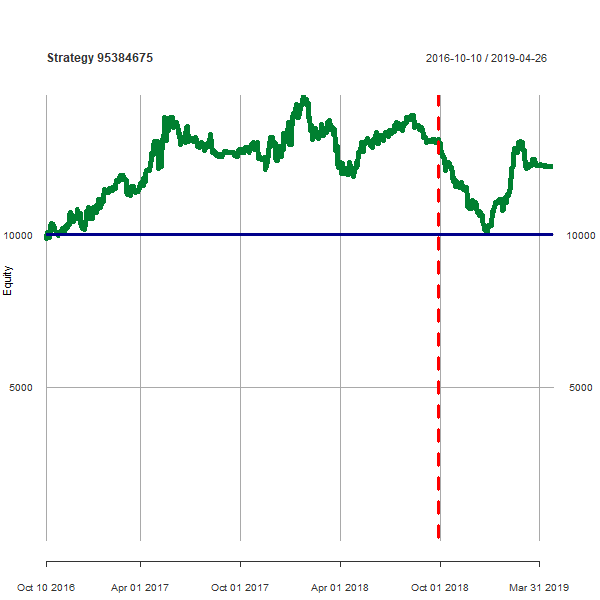 Strategy 95384675 2016-10-10 / 2019-04-26
10000 10000
Equity
5000 5000
Oct 10 2016 Apr 01 2017 Oct 01 2017 Apr 01 2018 Oct 01 2018 Mar 31 2019